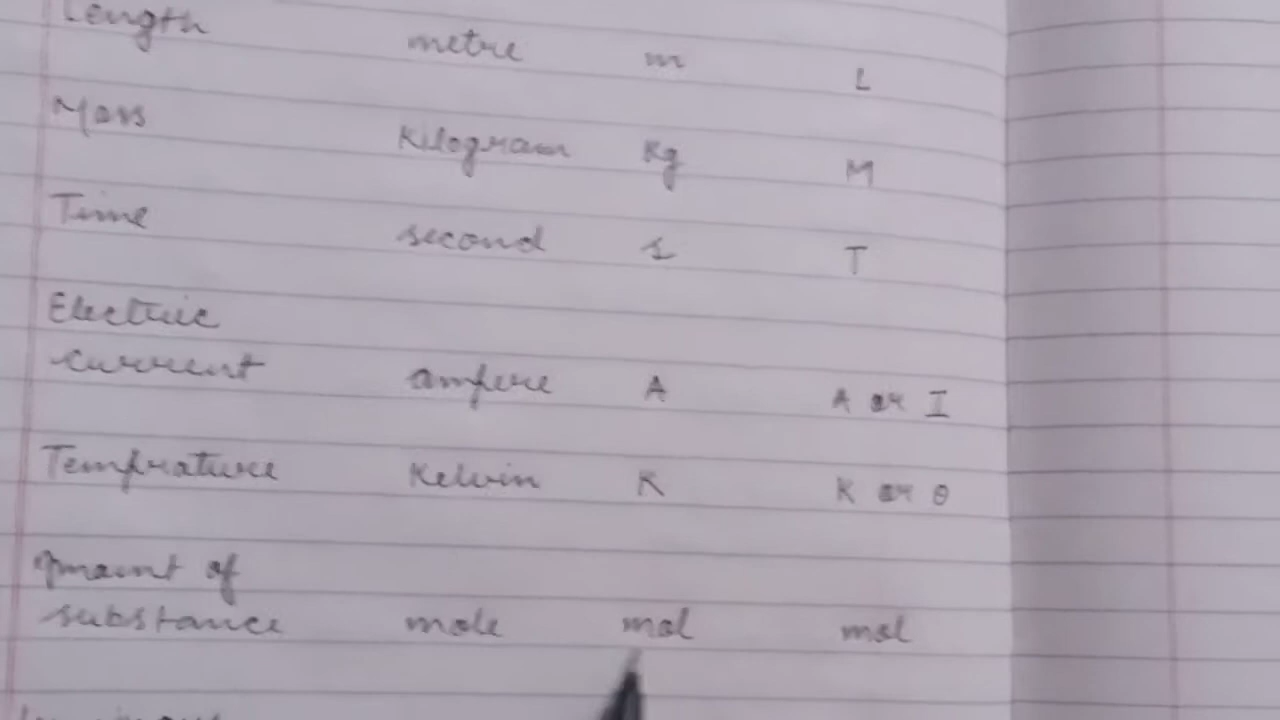 Length metre m L
Mass Kilogram Kg M
Time second s T
Electric
current ampere A A or I
Temprature Kelvin K K or θ
Amount of
substance mole mol mol